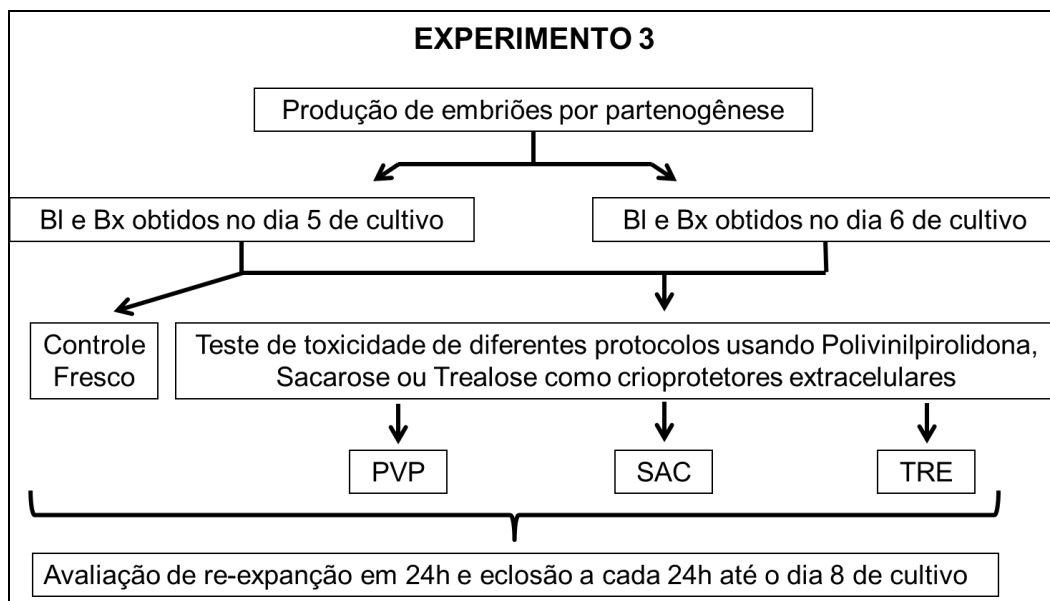 EXPERIMENTO 3
Produção de embriões por partenogênese
Bl e Bx obtidos no dia 5 de cultivo
Bl e Bx obtidos no dia 6 de cultivo
Controle
Fresco
Teste de toxicidade de diferentes protocolos usando Polivinilpirolidona,
Sacarose ou Trealose como crioprotetores extracelulares
PVP
SAC
TRE
Avaliação de re-expanção em 24h e eclosão a cada 24h até o dia 8 de cultivo